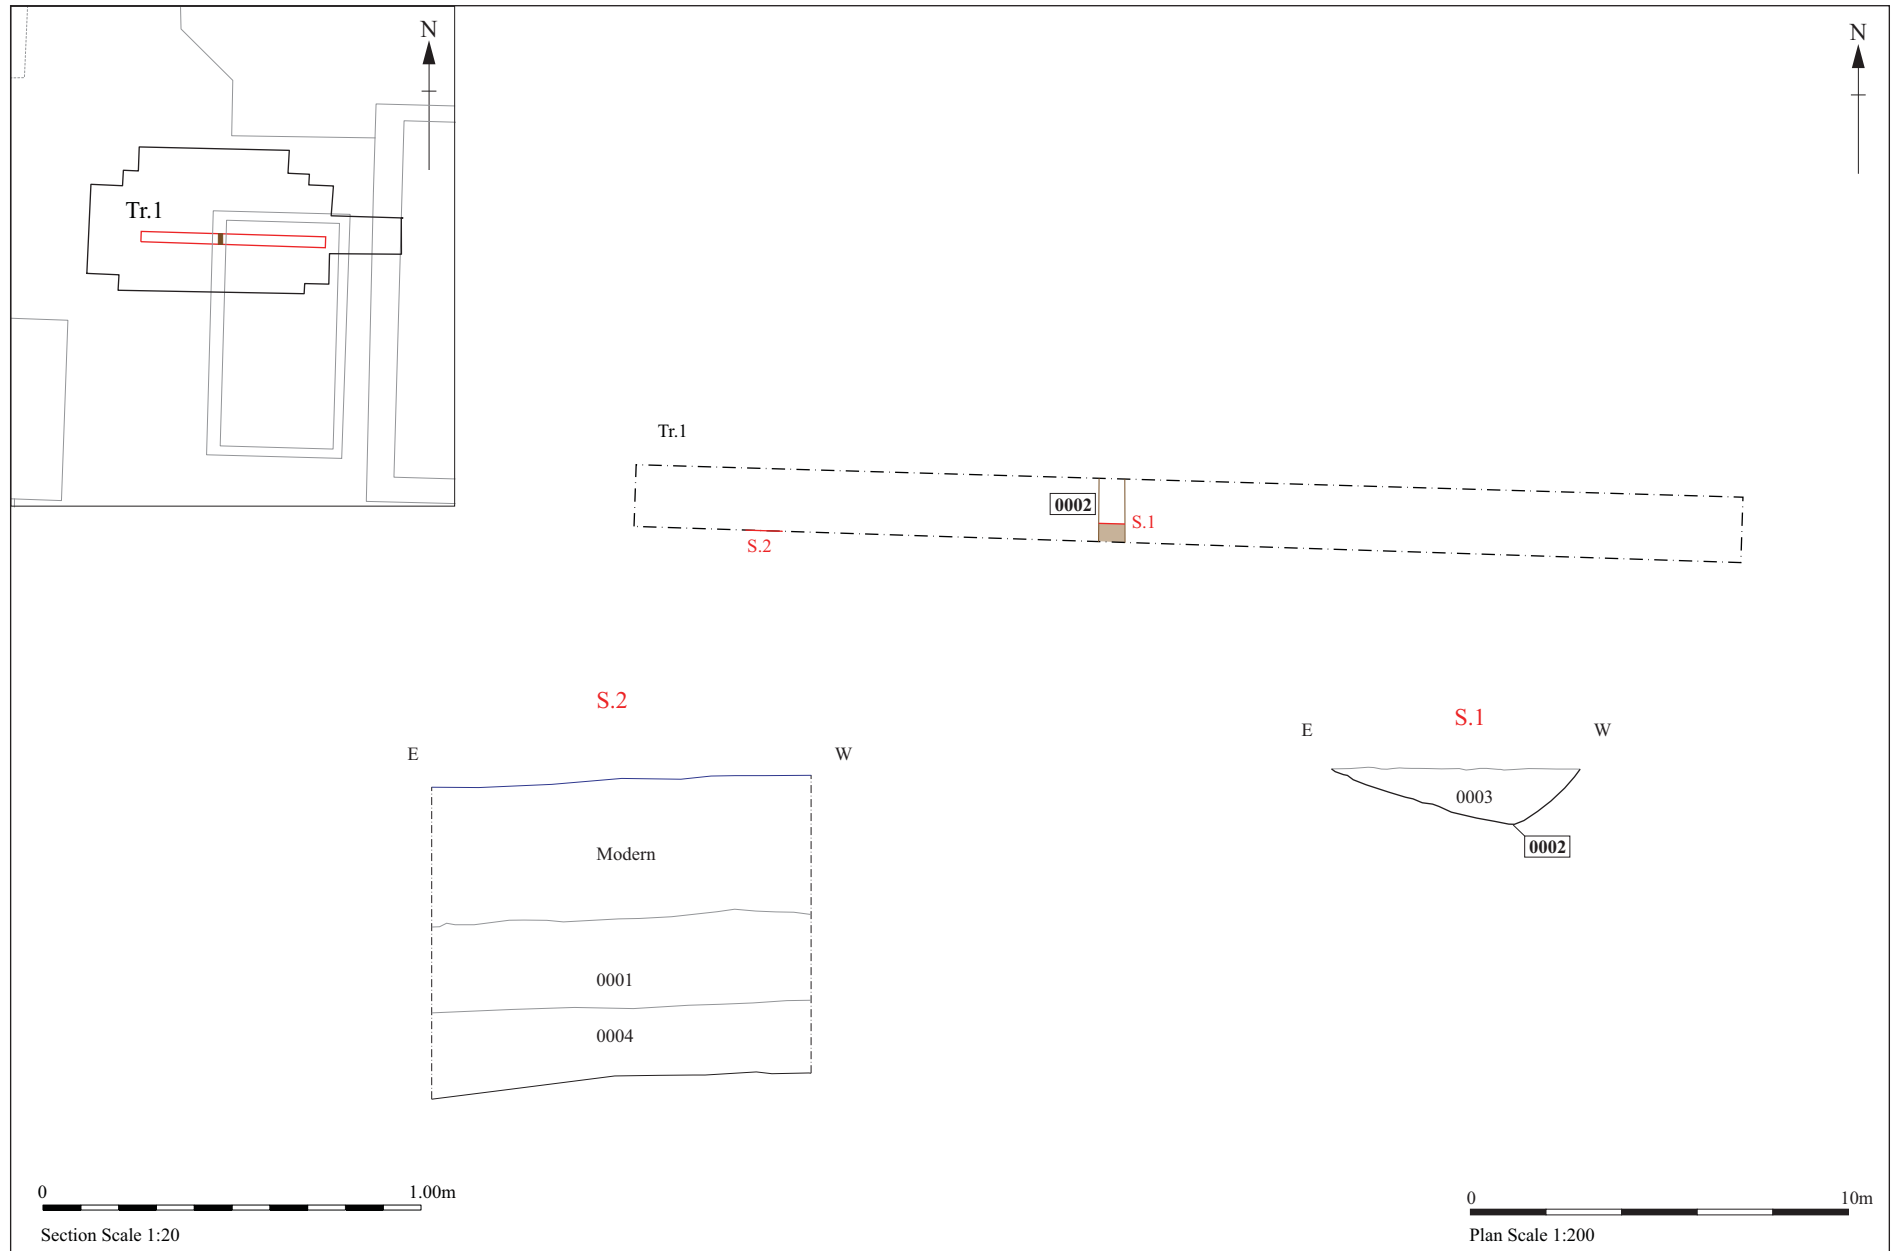 N
N
Tr.1
Tr.1
0002
S.1
S.2
S.2
S.1
E
W
E
W
Modern
0003
0002
0001
0004
0 1.00m
Section Scale 1:20
0 10m
Plan Scale 1:200